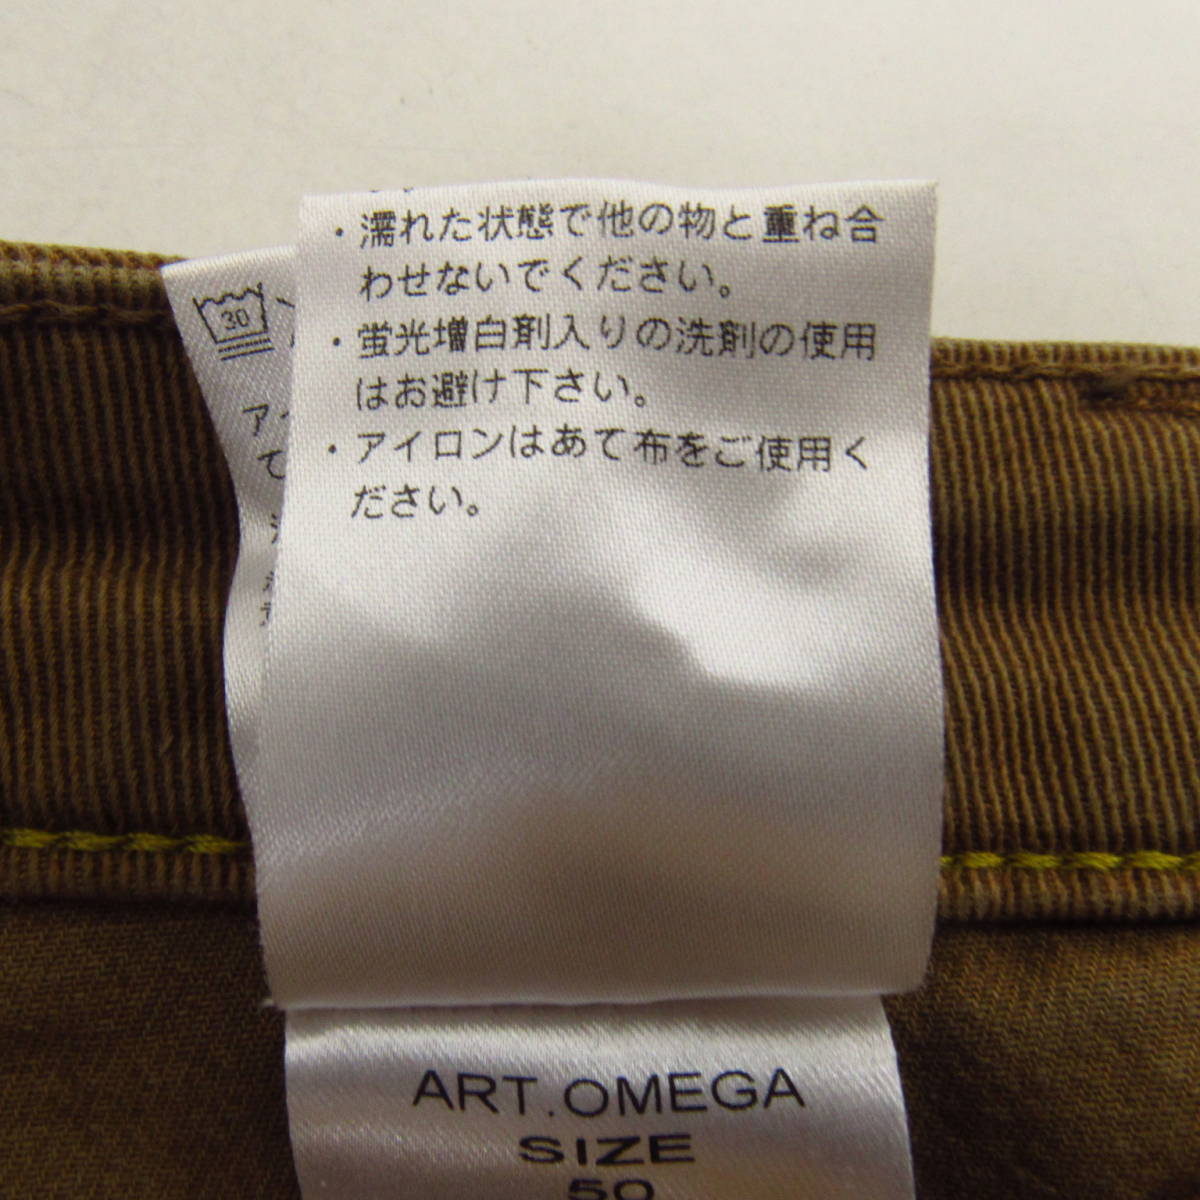 ・濡れた状態で他の物と重ね合
わせないでください。
・蛍光増白剤入りの洗剤の使用
はお避け下さい。
・アイロンはあて布をご使用く
ださい。
30
ART.OMEGA
SIZE
50